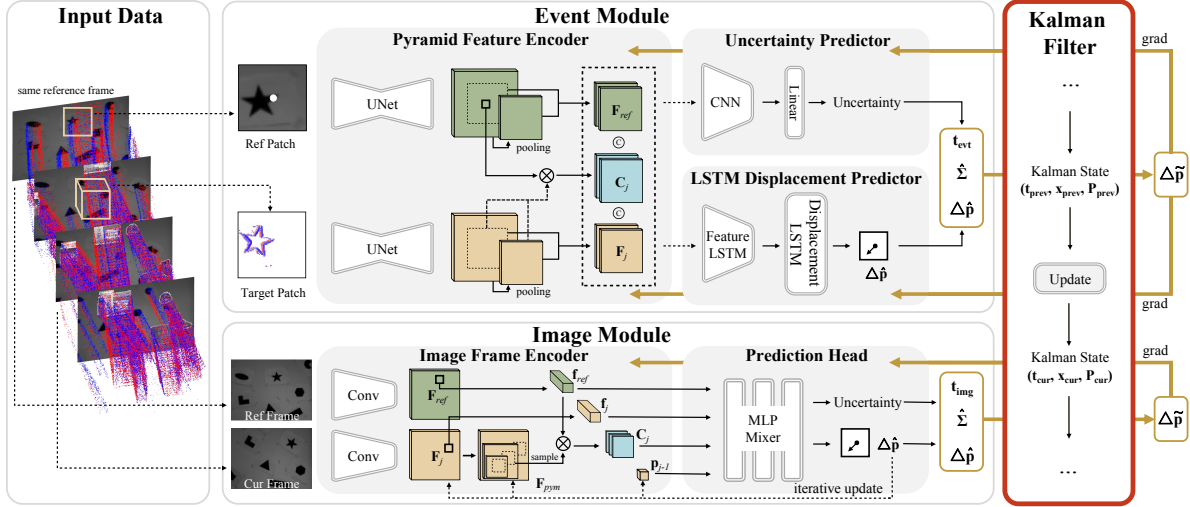 Input Data
same reference frame
Ref Patch
Target Patch
Event Module
Pyramid Feature Encoder
UNet
pooling
F_ref
©
C_j
©
UNet
pooling
F_j
Uncertainty Predictor
CNN
Linear
Uncertainty
LSTM Displacement Predictor
Feature
LSTM
Displacement
LSTM
Δp̂
t_evt
Σ̂
Δp̂
Image Module
Image Frame Encoder
Ref Frame
Cur Frame
Conv
F_ref
f_ref
Conv
F_j
f_j
sample
F_pym
C_j
p_{j-1}
Prediction Head
MLP
Mixer
Uncertainty
Δp̂
iterative update
t_img
Σ̂
Δp̂
Kalman
Filter
...
Kalman State
(t_prev, x_prev, P_prev)
Update
Kalman State
(t_cur, x_cur, P_cur)
...
grad
Δp̃
grad
grad
Δp̃